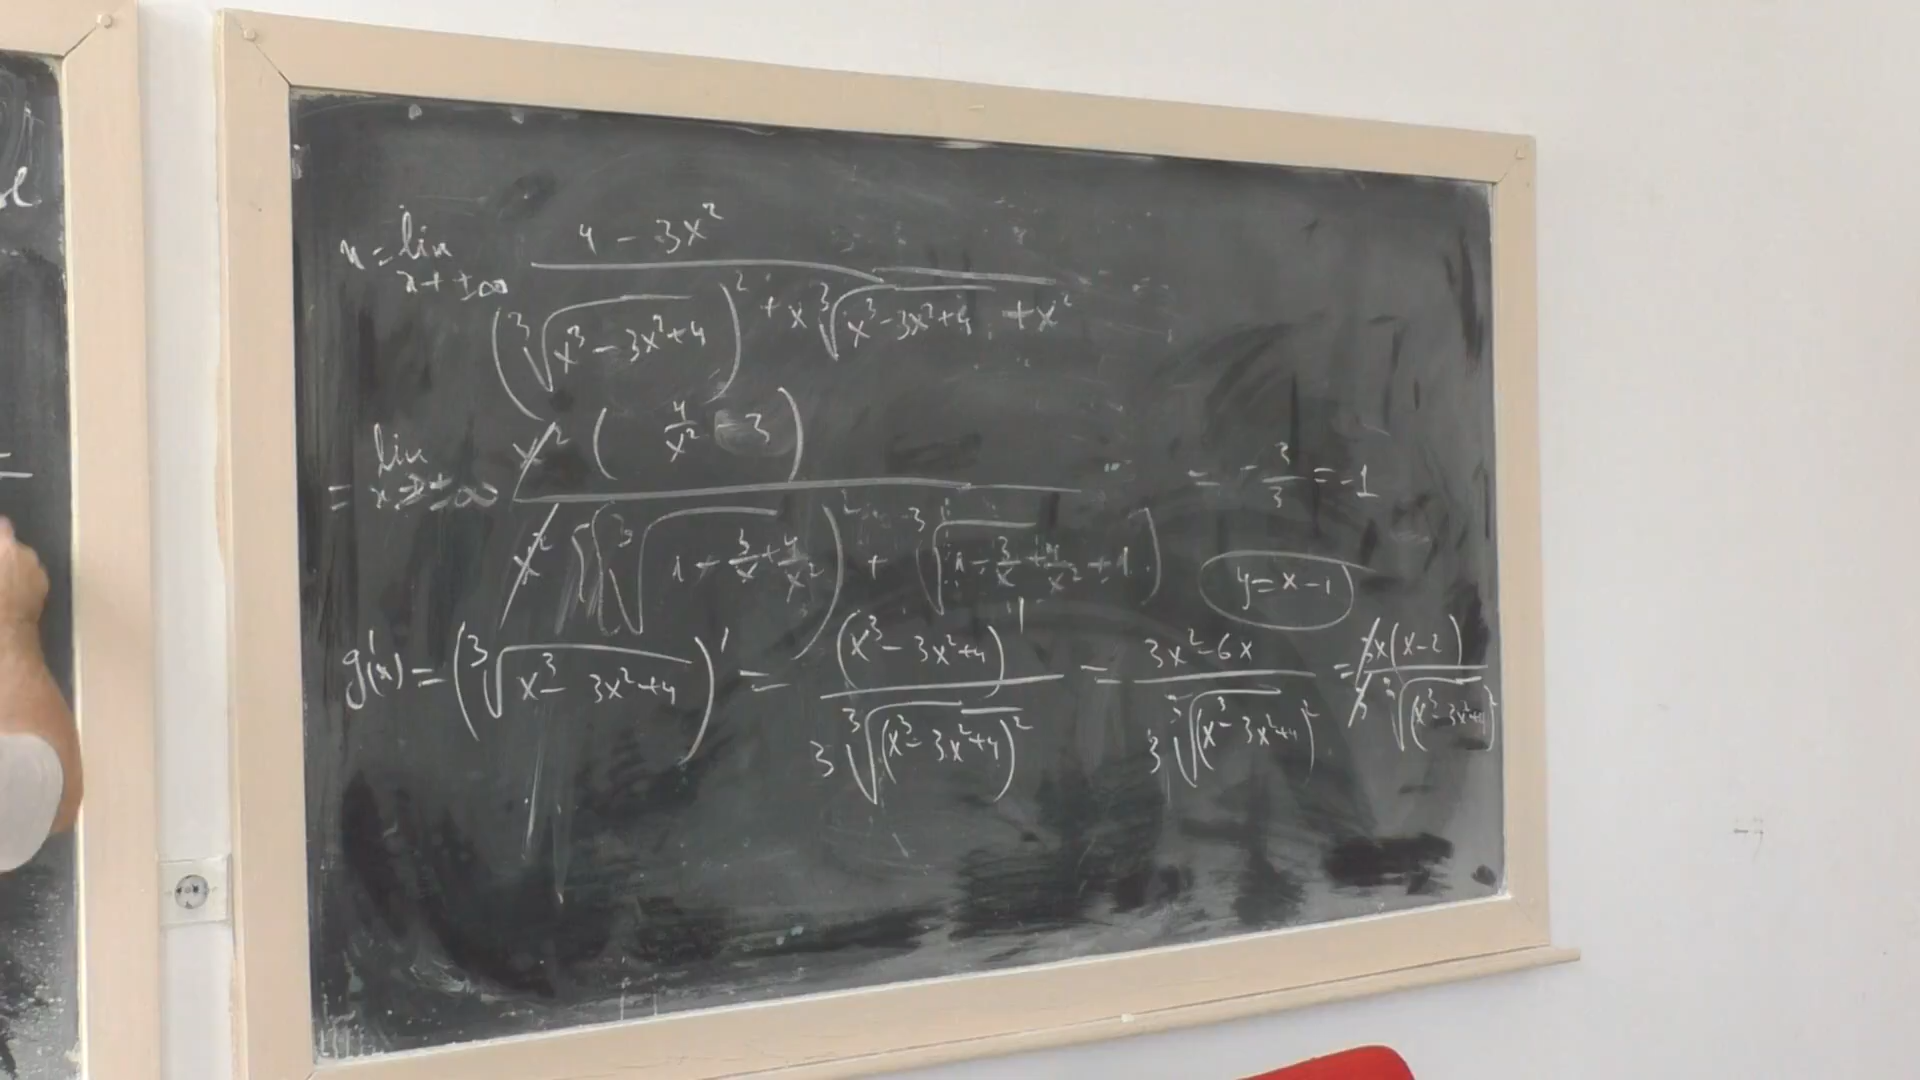 n = lim x→±∞ (4 - 3x²) / ((∛(x³ - 3x² + 4))² + x ∛(x³ - 3x² + 4) + x²)
= lim x→±∞ x² (4/x² - 3) / x² ((∛(1 - 3/x + 4/x²))² + ∛(1 - 3/x + 4/x² + 1) = -3/3 = -1
y = x - 1
g'(x) = (∛(x³ - 3x² + 4))' = (x³ - 3x² + 4)' / 3 ∛(x³ - 3x² + 4)² = (3x² - 6x) / 3 ∛(x³ - 3x² + 4)² = 3x(x - 2) / 3 ∛(x³ - 3x² + 4)²